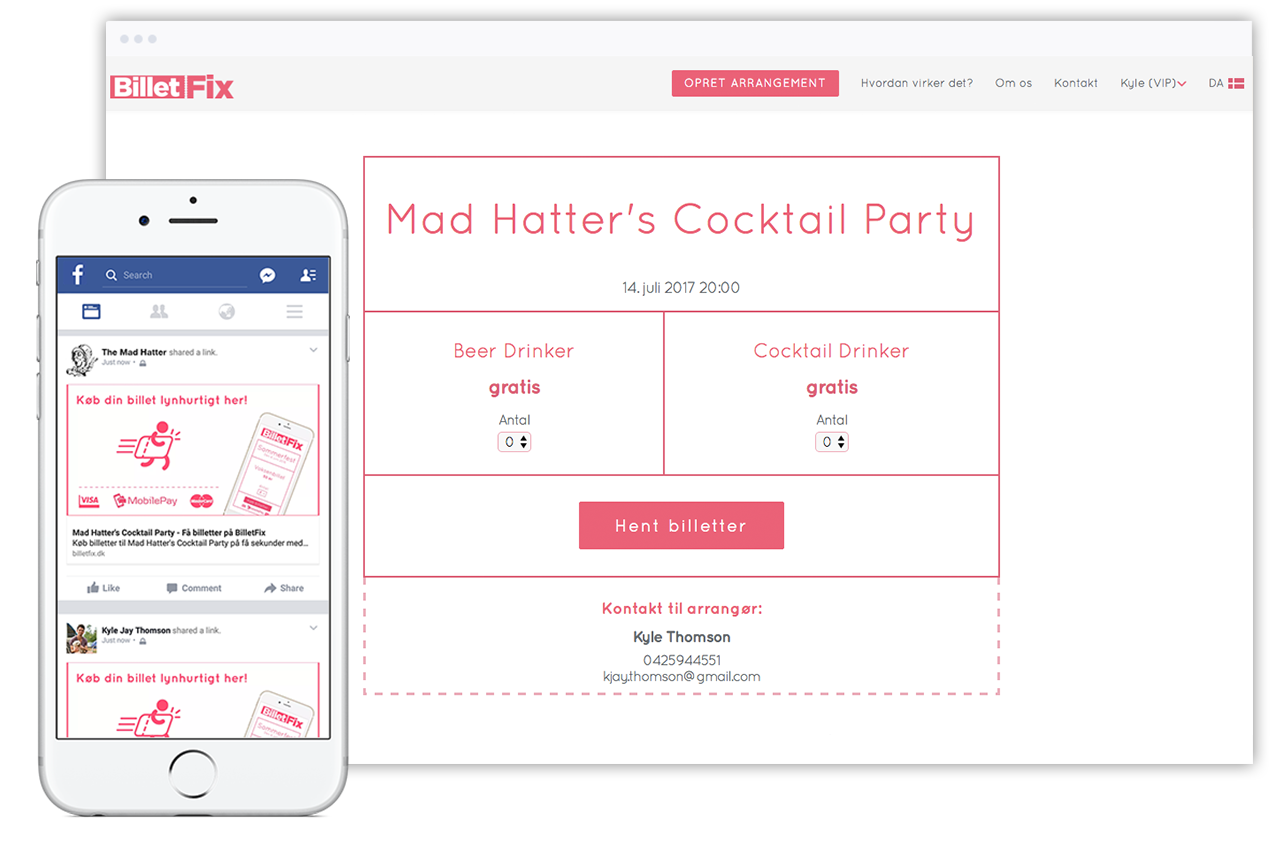 BilletFix
OPRET ARRANGEMENT
Hvordan virker det?
Om os
Kontakt
Kyle (VIP)
DA
Mad Hatter's Cocktail Party
14. juli 2017 20:00
Beer Drinker
gratis
Antal
0
Cocktail Drinker
gratis
Antal
0
Hent billetter
Kontakt til arrangør:
Kyle Thomson
0425944551
kjay.thomson@gmail.com
Search
The Mad Hatter shared a link.
Just now
Køb din billet lynhurtigt her!
BilletFix
Sommerfest
Voksenbillet
VISA
MobilePay
Mad Hatter's Cocktail Party - Få billetter på BilletFix
Køb billetter til Mad Hatter's Cocktail Party på få sekunder med...
billetfix.dk
Like
Comment
Share
Kyle Jay Thomson shared a link.
Just now
Køb din billet lynhurtigt her!
BilletFix
Sommerfest